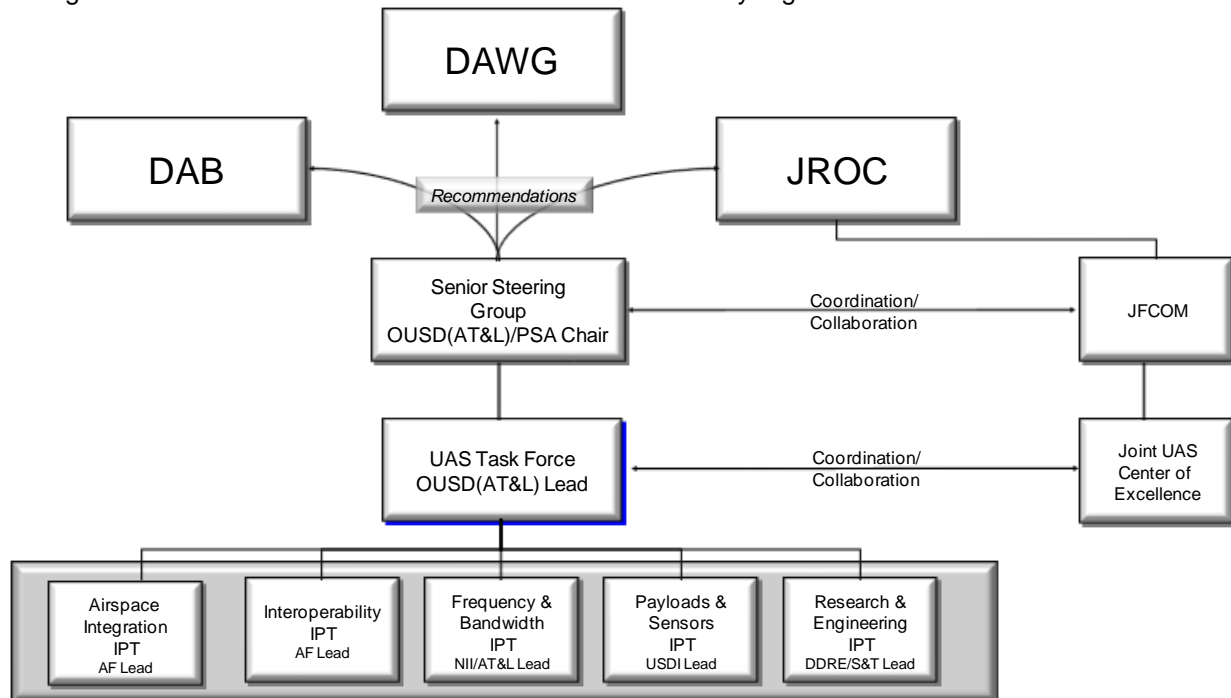 DAWG
DAB
JROC
Recommendations
Senior Steering
Group
OUSD(AT&L)/PSA Chair
Coordination/
Collaboration
JFCOM
UAS Task Force
OUSD(AT&L) Lead
Coordination/
Collaboration
Joint UAS
Center of
Excellence
Airspace
Integration
IPT
AF Lead
Interoperability
IPT
AF Lead
Frequency &
Bandwidth
IPT
NII/AT&L Lead
Payloads &
Sensors
IPT
USDI Lead
Research &
Engineering
IPT
DDRE/S&T Lead